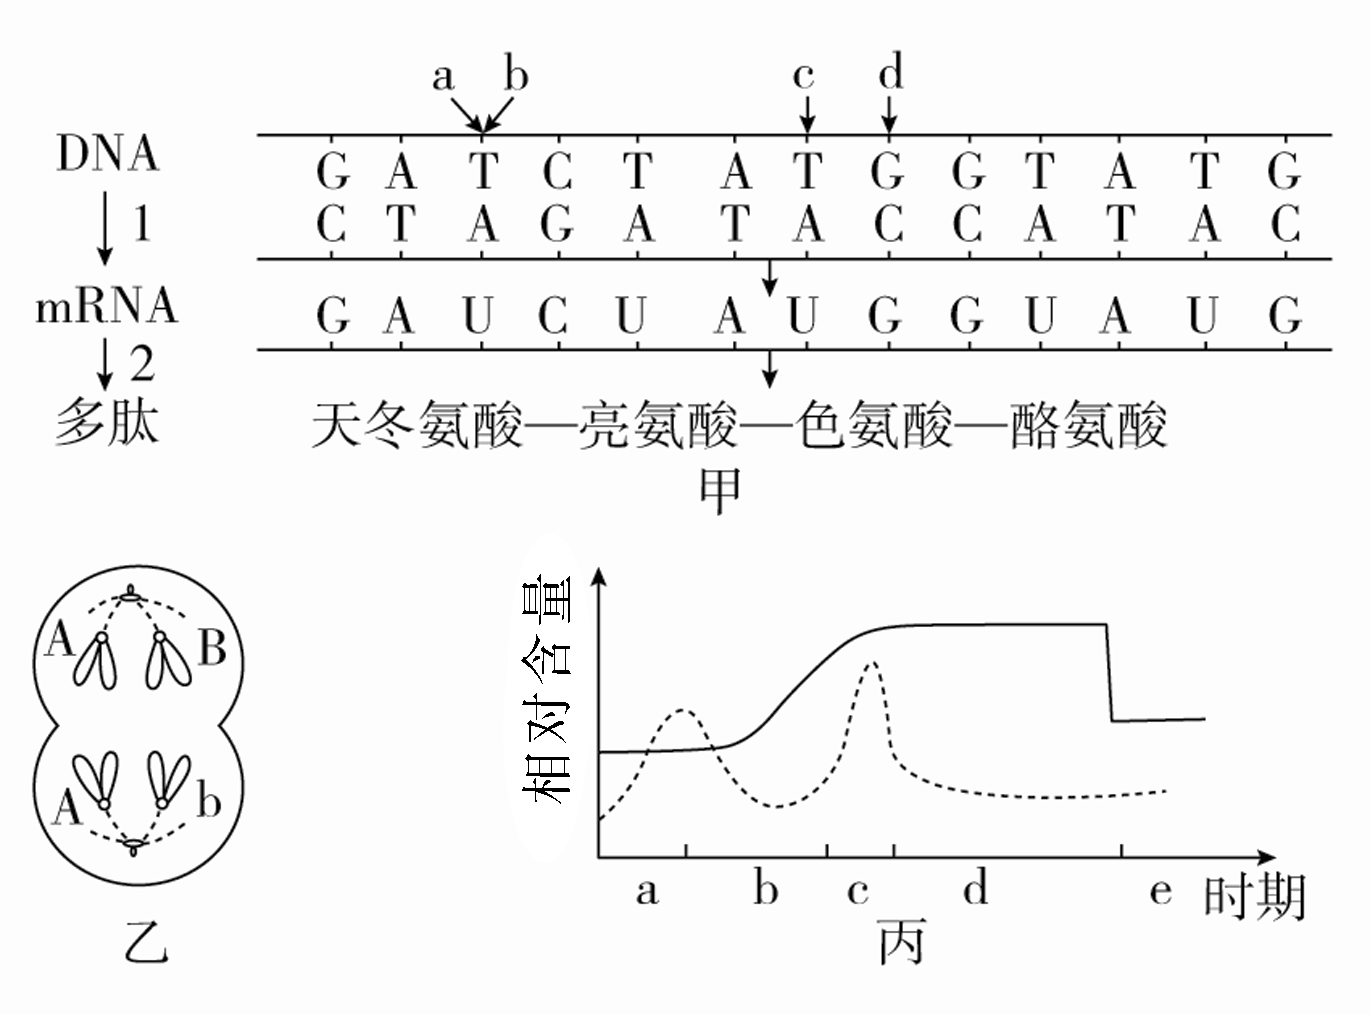 a b c d
DNA G A T C T A T G G T A T G
1 C T A G A T A C C A T A C
mRNA G A U C U A U G G U A U G
2
多肽 天冬氨酸—亮氨酸—色氨酸—酪氨酸
甲
A B
A b
乙
相对含量
a b c d e 时期
丙